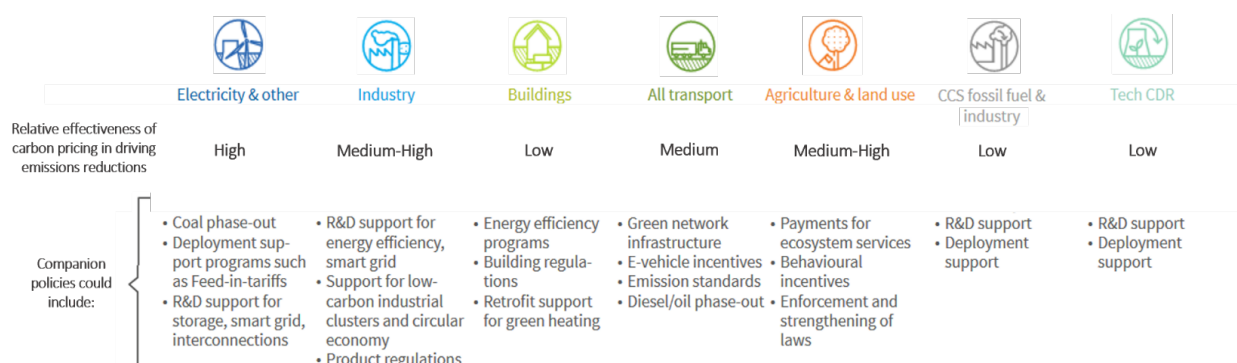 Electricity & other
Industry
Buildings
All transport
Agriculture & land use
CCS fossil fuel &
industry
Tech CDR
Relative effectiveness of
carbon pricing in driving
emissions reductions
High
Medium-High
Low
Medium
Medium-High
Low
Low
Companion
policies could
include:
• Coal phase-out
• Deployment sup-
port programs such
as Feed-in-tariffs
• R&D support for
storage, smart grid,
interconnections
• R&D support for
energy efficiency,
smart grid
• Support for low-
carbon industrial
clusters and circular
economy
• Product regulations
• Energy efficiency
programs
• Building regula-
tions
• Retrofit support
for green heating
• Green network
infrastructure
• E-vehicle incentives
• Emission standards
• Diesel/oil phase-out
• Payments for
ecosystem services
• Behavioural
incentives
• Enforcement and
strengthening of
laws
• R&D support
• Deployment
support
• R&D support
• Deployment
support